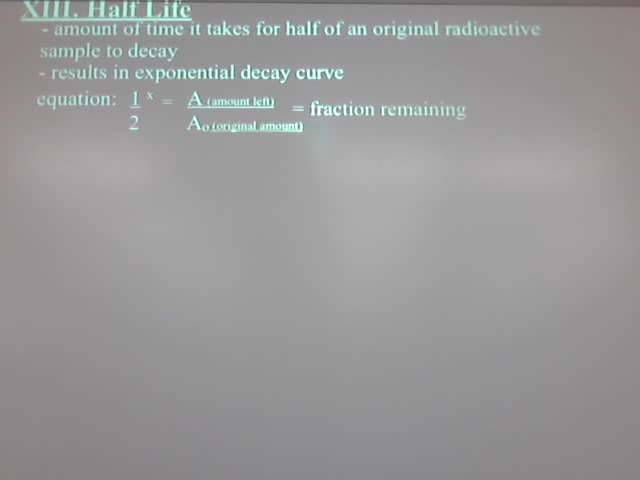 XIII. Half Life
- amount of time it takes for half of an original radioactive
sample to decay
- results in exponential decay curve
equation: 1 x = A (amount left) = fraction remaining
2 Ao (original amount)